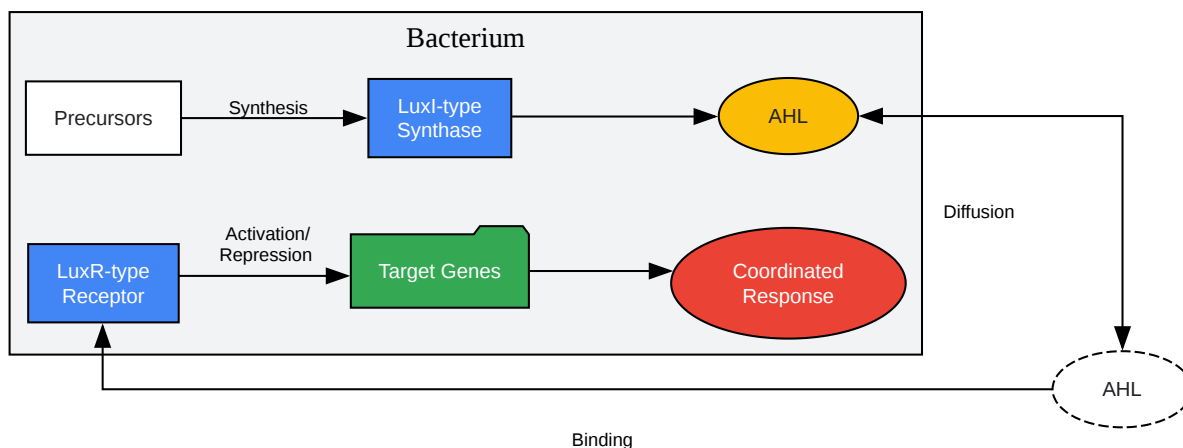 Bacterium
Precursors
Synthesis
LuxI-type
Synthase
AHL
Diffusion
LuxR-type
Receptor
Activation/
Repression
Target Genes
Coordinated
Response
AHL
Binding